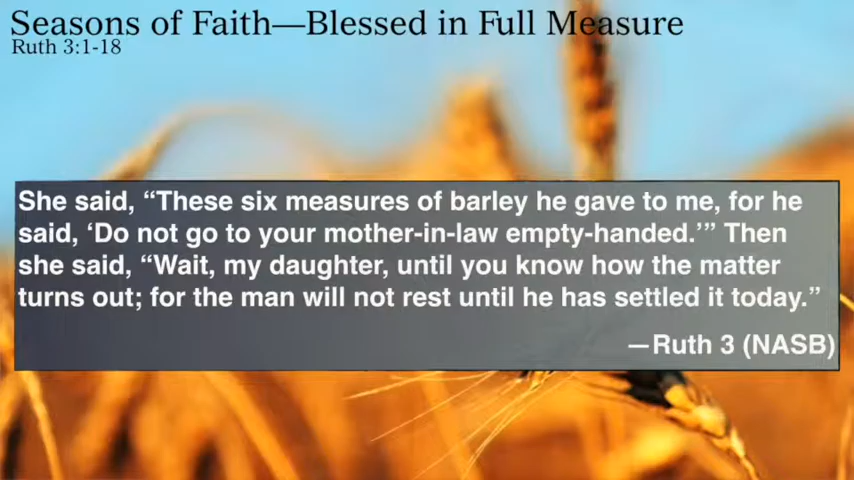 Seasons of Faith—Blessed in Full Measure
Ruth 3:1-18
She said, “These six measures of barley he gave to me, for he
said, ‘Do not go to your mother-in-law empty-handed.’” Then
she said, “Wait, my daughter, until you know how the matter
turns out; for the man will not rest until he has settled it today.”
—Ruth 3 (NASB)